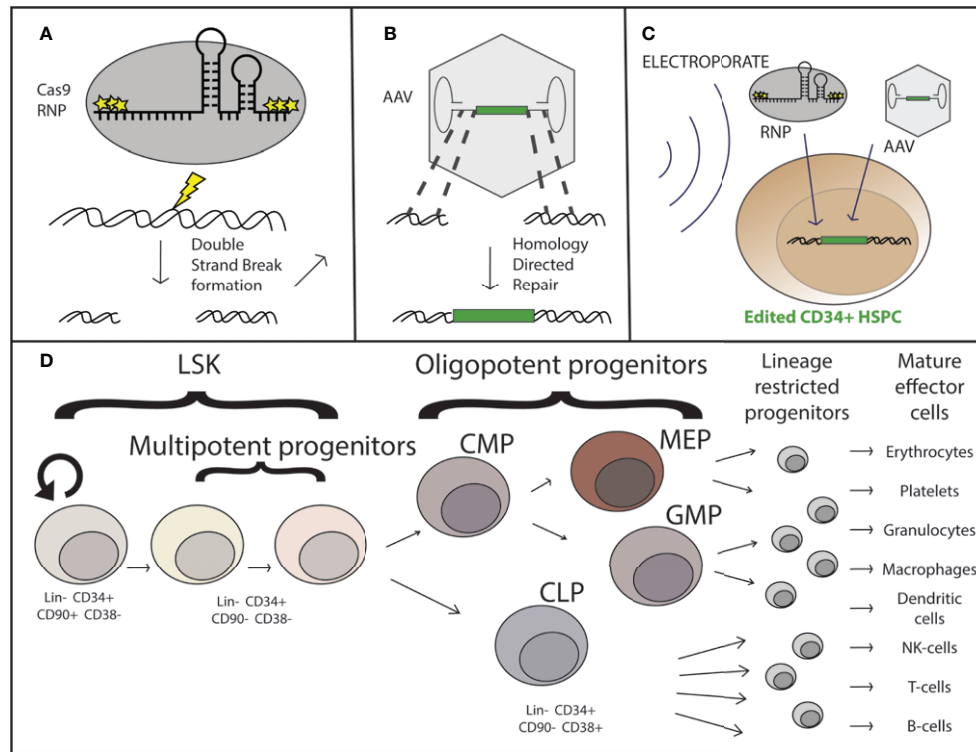 A
Cas9
RNP
Double
Strand Break
formation
B
AAV
Homology
Directed
Repair
C
ELECTROPORATE
RNP
AAV
Edited CD34+ HSPC
D
LSK
Multipotent progenitors
Lin- CD34+
CD90+ CD38-
Lin- CD34+
CD90- CD38-
Oligopotent progenitors
CMP
MEP
GMP
CLP
Lin- CD34+
CD90- CD38+
Lineage
restricted
progenitors
Mature
effector
cells
Erythrocytes
Platelets
Granulocytes
Macrophages
Dendritic
cells
NK-cells
T-cells
B-cells